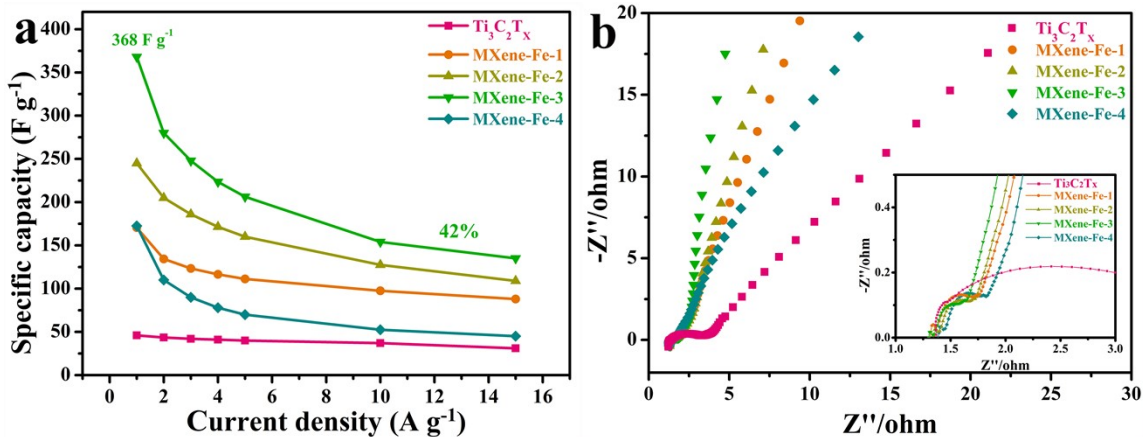 a
Specific capacity (F g⁻¹)
400
350
300
250
200
150
100
50
0
368 F g⁻¹
42%
Ti₃C₂Tₓ
MXene-Fe-1
MXene-Fe-2
MXene-Fe-3
MXene-Fe-4
0 2 4 6 8 10 12 14 16
Current density (A g⁻¹)
b
-Z''/ohm
20
15
10
5
0
Ti₃C₂Tₓ
MXene-Fe-1
MXene-Fe-2
MXene-Fe-3
MXene-Fe-4
-Z''/ohm
0.4
0.2
0.0
Ti₃C₂Tₓ
MXene-Fe-1
MXene-Fe-2
MXene-Fe-3
MXene-Fe-4
1.0 1.5 2.0 2.5 3.0
Z''/ohm
0 5 10 15 20 25 30
Z''/ohm